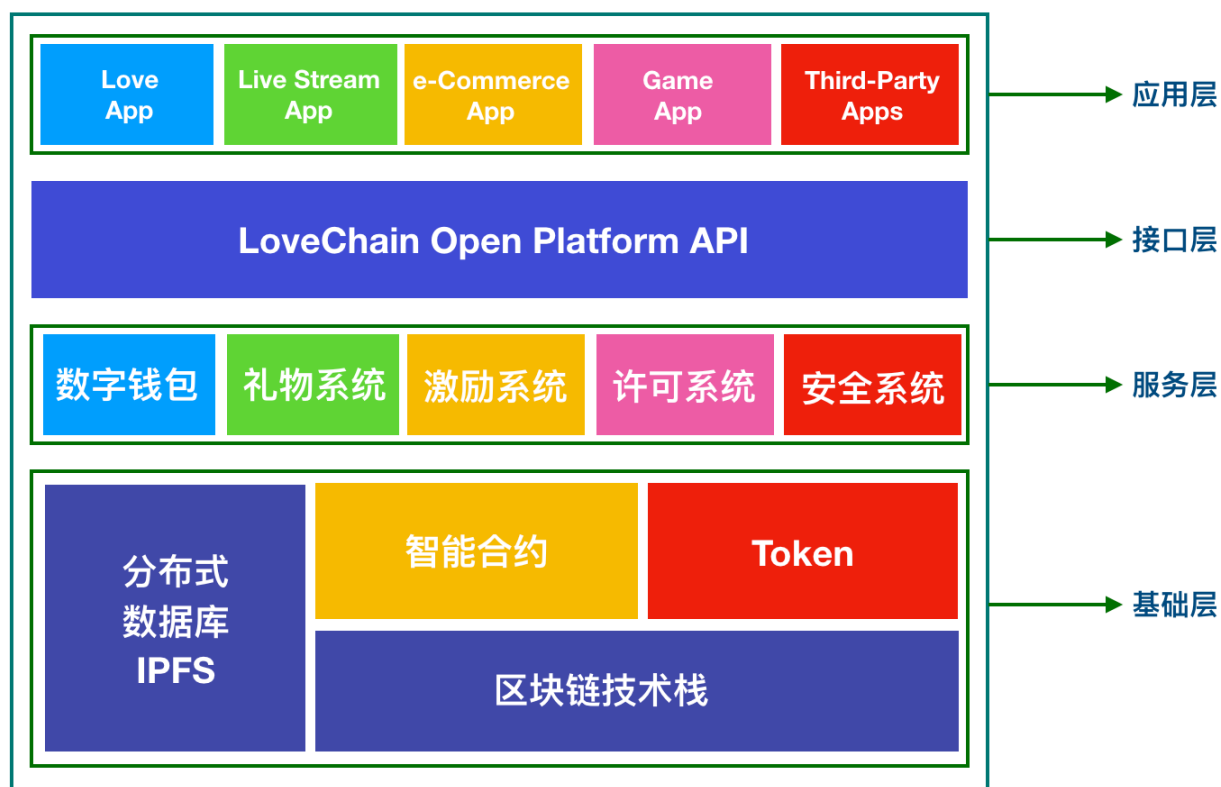 Love
App
Live Stream
App
e-Commerce
App
Game
App
Third-Party
Apps
应用层
LoveChain Open Platform API
接口层
数字钱包
礼物系统
激励系统
许可系统
安全系统
服务层
分布式
数据库
IPFS
智能合约
Token
区块链技术栈
基础层